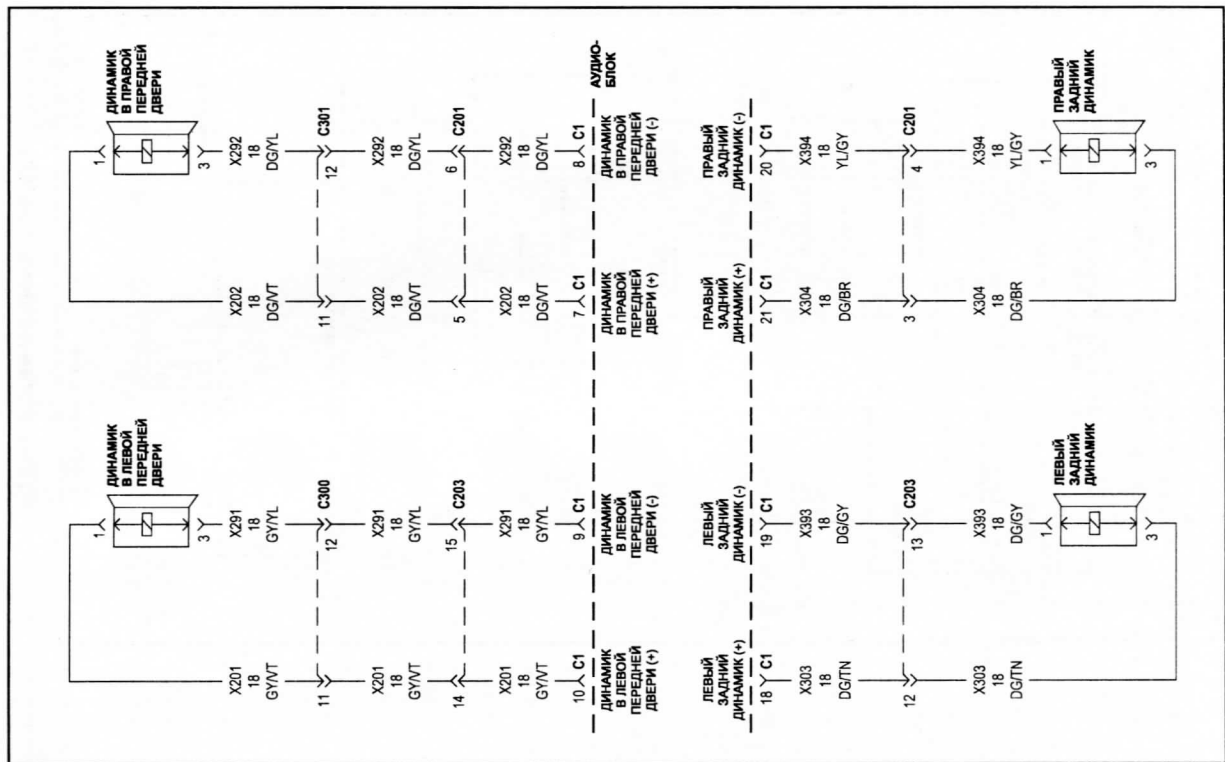 ДИНАМИК
В ПРАВОЙ
ПЕРЕДНЕЙ
ДВЕРИ
1
3
X292
18
DG/YL
X202
18
DG/VT
C301
12
11
X292
18
DG/YL
X202
18
DG/VT
C201
6
5
X292
18
DG/YL
X202
18
DG/VT
8
C1
7
C1
ДИНАМИК
В ПРАВОЙ
ПЕРЕДНЕЙ
ДВЕРИ (-)
ДИНАМИК
В ПРАВОЙ
ПЕРЕДНЕЙ
ДВЕРИ (+)
АУДИО-
БЛОК
ПРАВЫЙ
ЗАДНИЙ
ДИНАМИК (-)
ПРАВЫЙ
ЗАДНИЙ
ДИНАМИК (+)
20
C1
21
C1
X394
18
YL/GY
X304
18
DG/BR
C201
4
3
X394
18
YL/GY
X304
18
DG/BR
1
3
ПРАВЫЙ
ЗАДНИЙ
ДИНАМИК
ДИНАМИК
В ЛЕВОЙ
ПЕРЕДНЕЙ
ДВЕРИ
1
3
X291
18
GY/YL
X201
18
GY/VT
C300
12
11
X291
18
GY/YL
X201
18
GY/VT
C203
15
14
X291
18
GY/YL
X201
18
GY/VT
9
C1
10
C1
ДИНАМИК
В ЛЕВОЙ
ПЕРЕДНЕЙ
ДВЕРИ (-)
ДИНАМИК
В ЛЕВОЙ
ПЕРЕДНЕЙ
ДВЕРИ (+)
ЛЕВЫЙ
ЗАДНИЙ
ДИНАМИК (-)
ЛЕВЫЙ
ЗАДНИЙ
ДИНАМИК (+)
19
C1
18
C1
X393
18
DG/GY
X303
18
DG/TN
C203
13
12
X393
18
DG/GY
X303
18
DG/TN
1
3
ЛЕВЫЙ
ЗАДНИЙ
ДИНАМИК